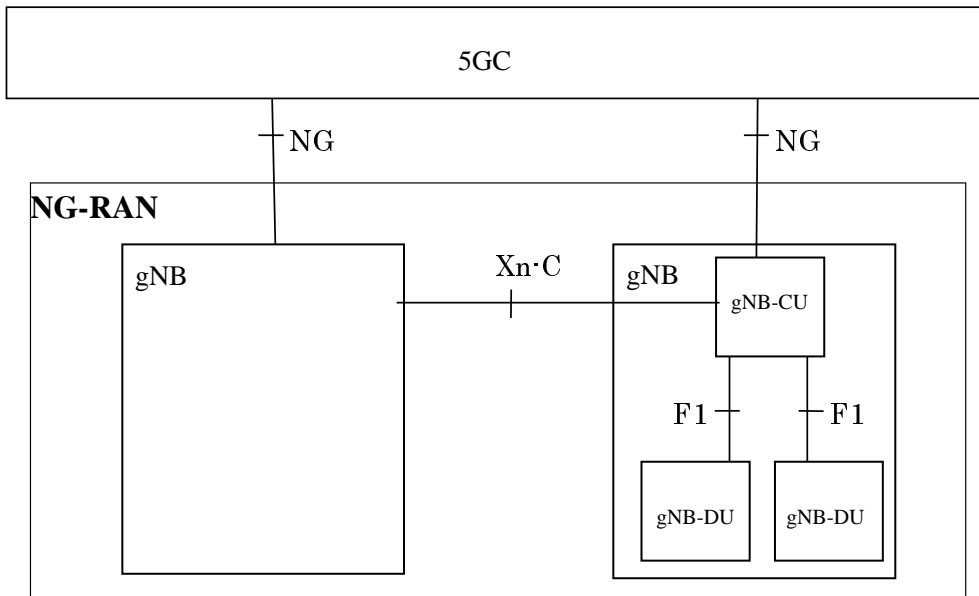 5GC
NG
NG
NG-RAN
gNB
Xn-C
gNB
gNB-CU
F1
F1
gNB-DU
gNB-DU